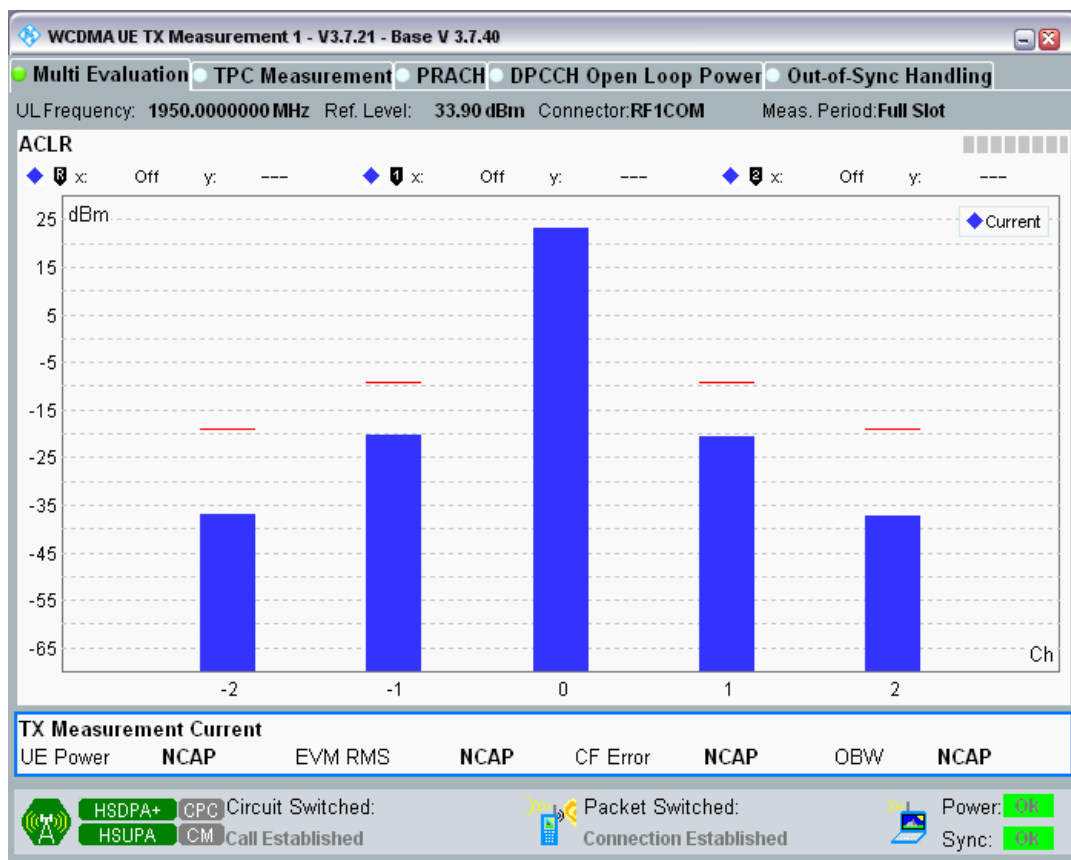 WCDMA UE TX Measurement 1 - V3.7.21 - Base V 3.7.40
Multi Evaluation TPC Measurement PRACH DPCCH Open Loop Power Out-of-Sync Handling
UL Frequency: 1950.0000000 MHz Ref. Level: 33.90 dBm Connector:RF1COM Meas. Period:Full Slot
ACLR
R x: Off y: --- 1 x: Off y: --- 2 x: Off y: ---
25 dBm Current
15
5
-5
-15
-25
-35
-45
-55
-65 Ch
-2 -1 0 1 2
TX Measurement Current
UE Power NCAP EVM RMS NCAP CF Error NCAP OBW NCAP
HSDPA+ CPC Circuit Switched: Packet Switched: Power: OK
HSUPA CM Call Established Connection Established Sync: OK